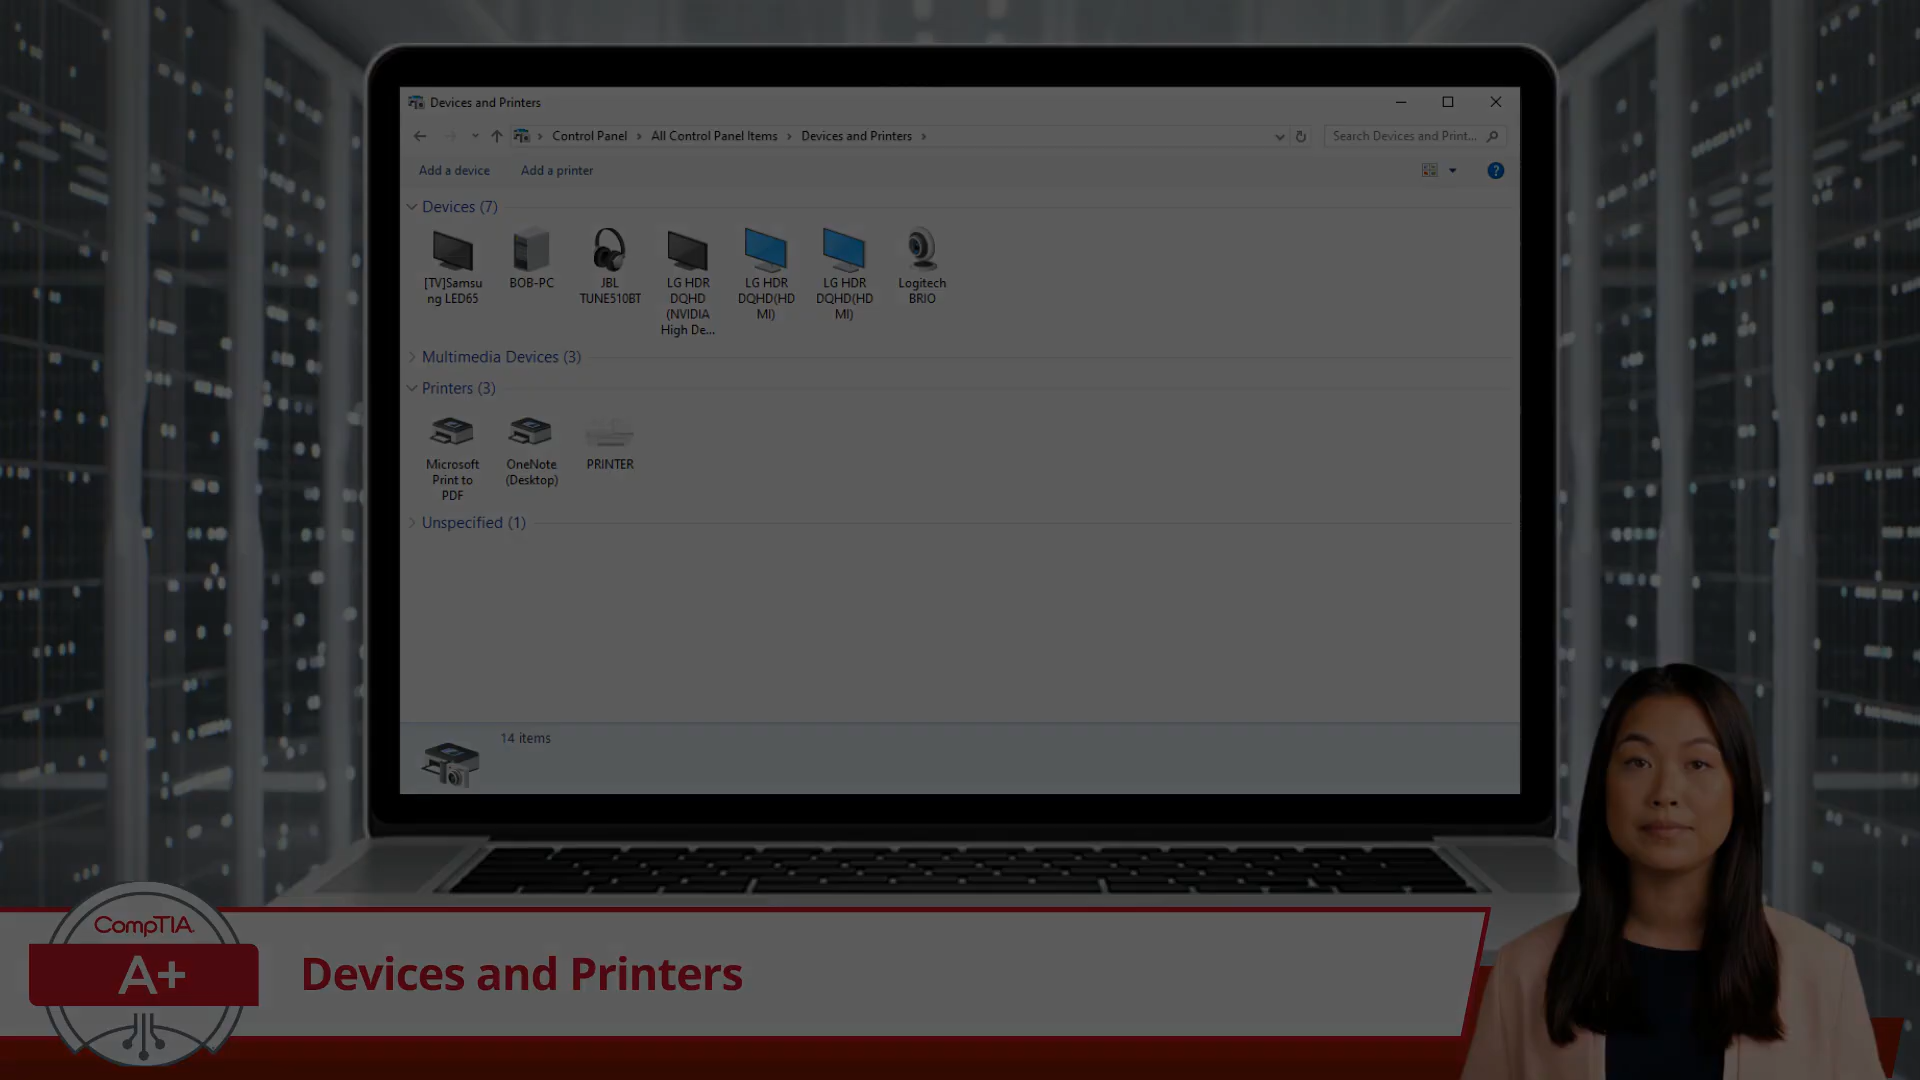 Devices and Printers
Control Panel > All Control Panel Items > Devices and Printers >
Search Devices and Print...
Add a device Add a printer
?
Devices (7)
[TV]Samsu
ng LED65
BOB-PC
JBL
TUNE510BT
LG HDR
DQHD
(NVIDIA
High De...
LG HDR
DQHD(HD
MI)
LG HDR
DQHD(HD
MI)
Logitech
BRIO
Multimedia Devices (3)
Printers (3)
Microsoft
Print to
PDF
OneNote
(Desktop)
PRINTER
Unspecified (1)
14 items
CompTIA
A+
Devices and Printers